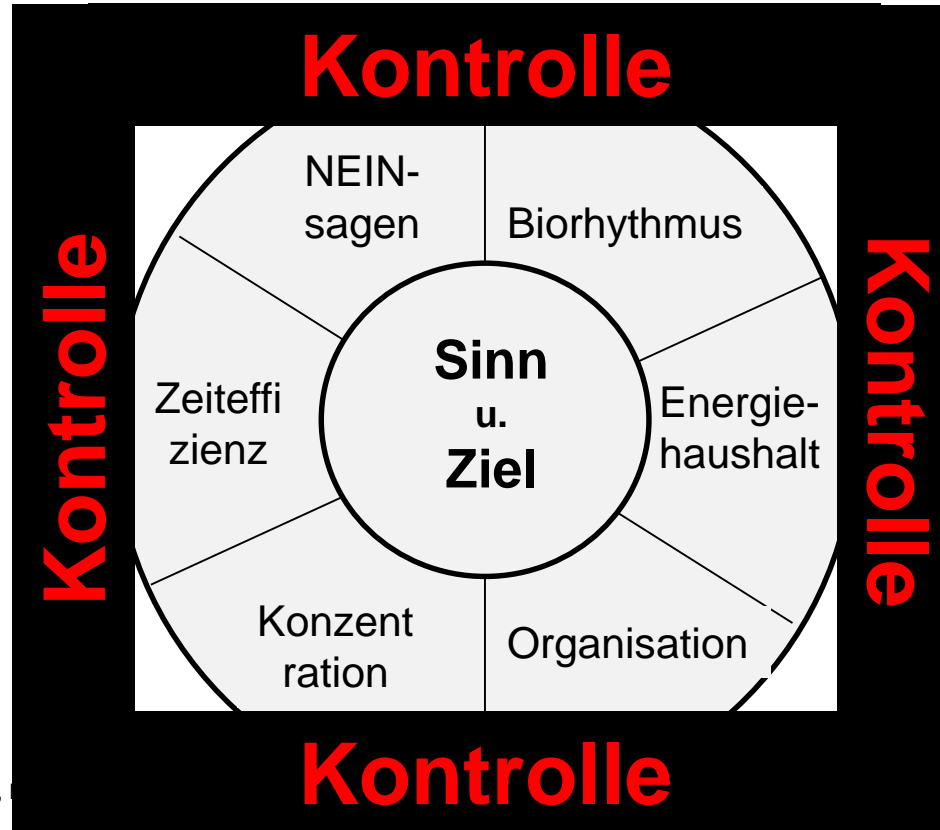 Kontrolle
NEIN-
sagen
Biorhythmus
Kontrolle
Kontrolle
Sinn
u.
Ziel
Zeiteffi
zienz
Energie-
haushalt
Konzent
ration
Organisation
Kontrolle